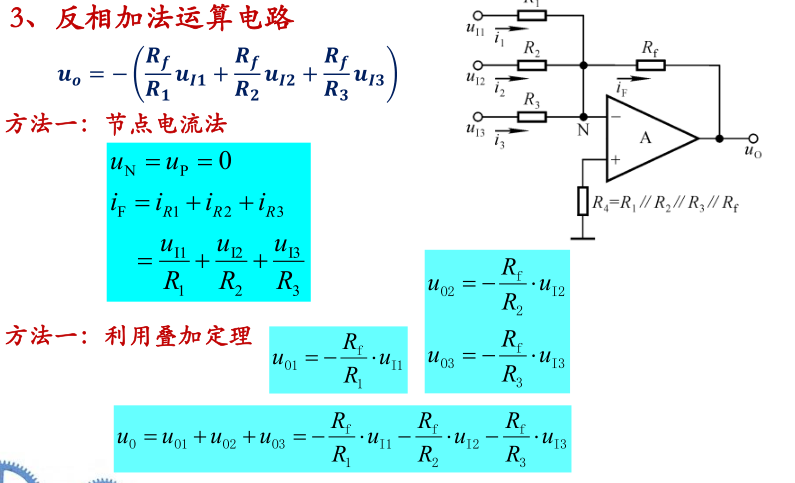 3、反相加法运算电路
u_o = −(R_f/R_1 u_I1 + R_f/R_2 u_I2 + R_f/R_3 u_I3)
方法一：节点电流法
u_N = u_P = 0
i_F = i_R1 + i_R2 + i_R3
= u_I1/R_1 + u_I2/R_2 + u_I3/R_3
方法一：利用叠加定理
u_01 = −R_f/R_1 · u_I1
u_02 = −R_f/R_2 · u_I2
u_03 = −R_f/R_3 · u_I3
u_0 = u_01 + u_02 + u_03 = −R_f/R_1 · u_I1 − R_f/R_2 · u_I2 − R_f/R_3 · u_I3
R_1
u_I1
i_1
R_2
R_f
u_I2
i_2
i_F
R_3
u_I3
i_3
N
−
A
+
u_O
R_4=R_1∥R_2∥R_3∥R_f